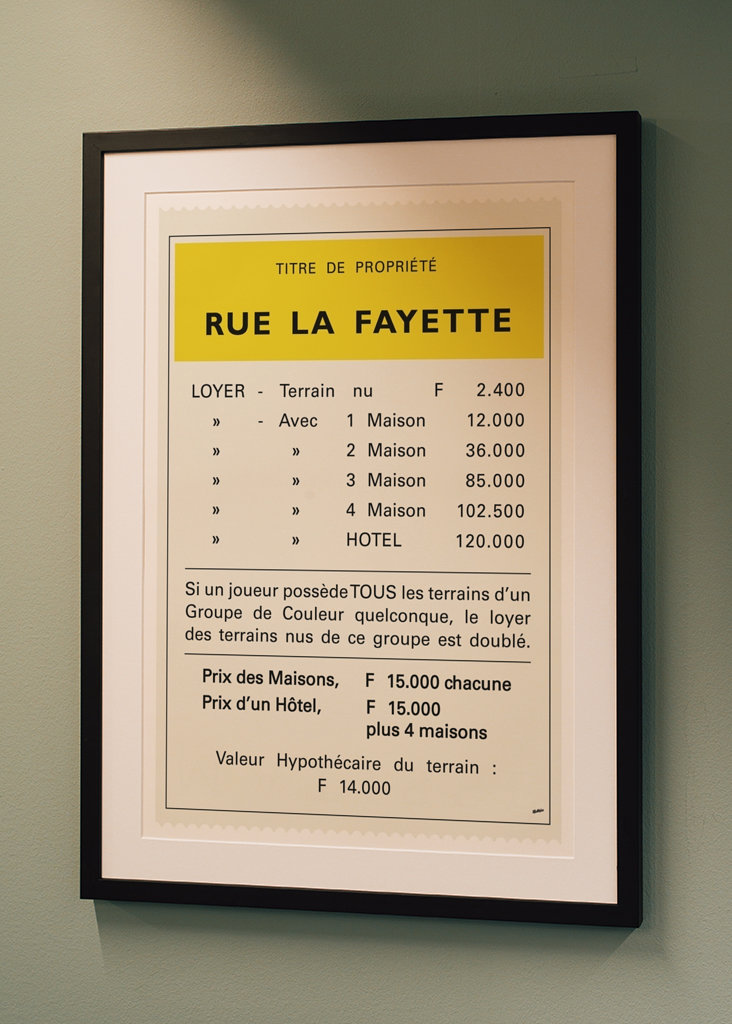 TITRE DE PROPRIÉTÉ
RUE LA FAYETTE
LOYER - Terrain nu F 2.400
» - Avec 1 Maison 12.000
» » 2 Maison 36.000
» » 3 Maison 85.000
» » 4 Maison 102.500
» » HOTEL 120.000
Si un joueur possède TOUS les terrains d'un
Groupe de Couleur quelconque, le loyer
des terrains nus de ce groupe est doublé.
Prix des Maisons, F 15.000 chacune
Prix d'un Hôtel, F 15.000
plus 4 maisons
Valeur Hypothécaire du terrain :
F 14.000